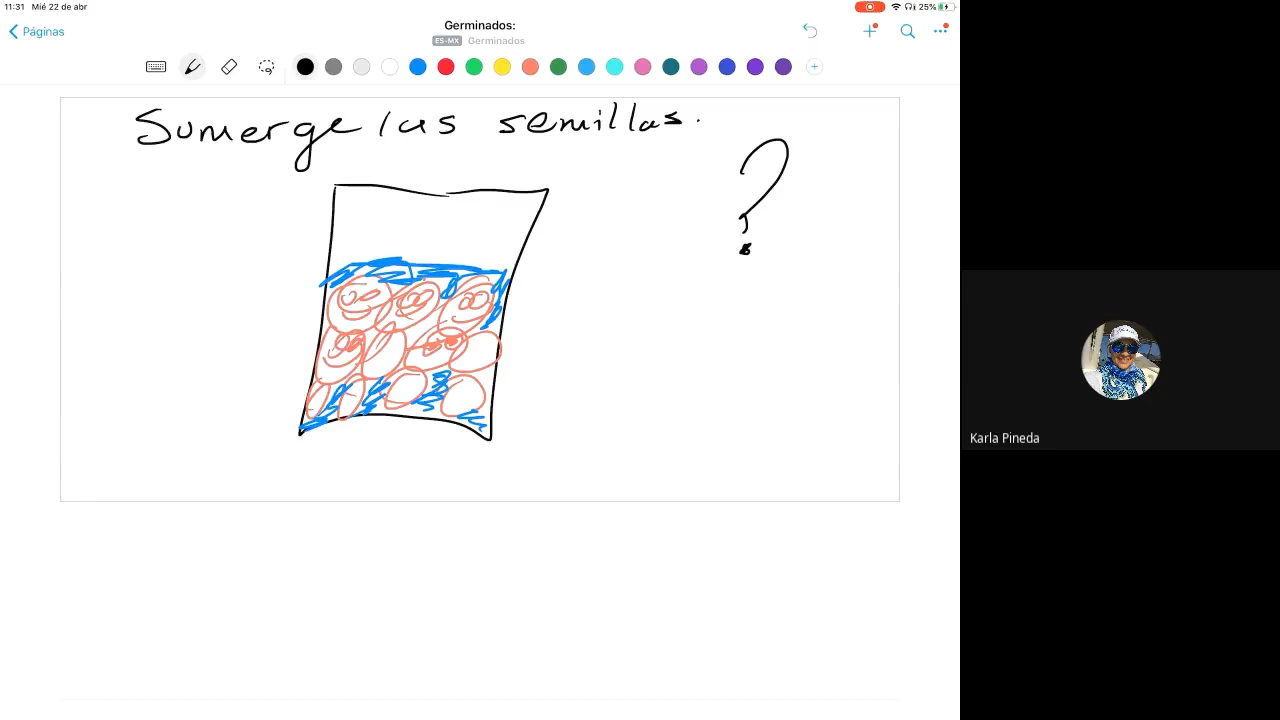 11:31 Mié 22 de abr
25%
Páginas
Germinados:
ES-MX Germinados
Sumerge las semillas.
?
Karla Pineda